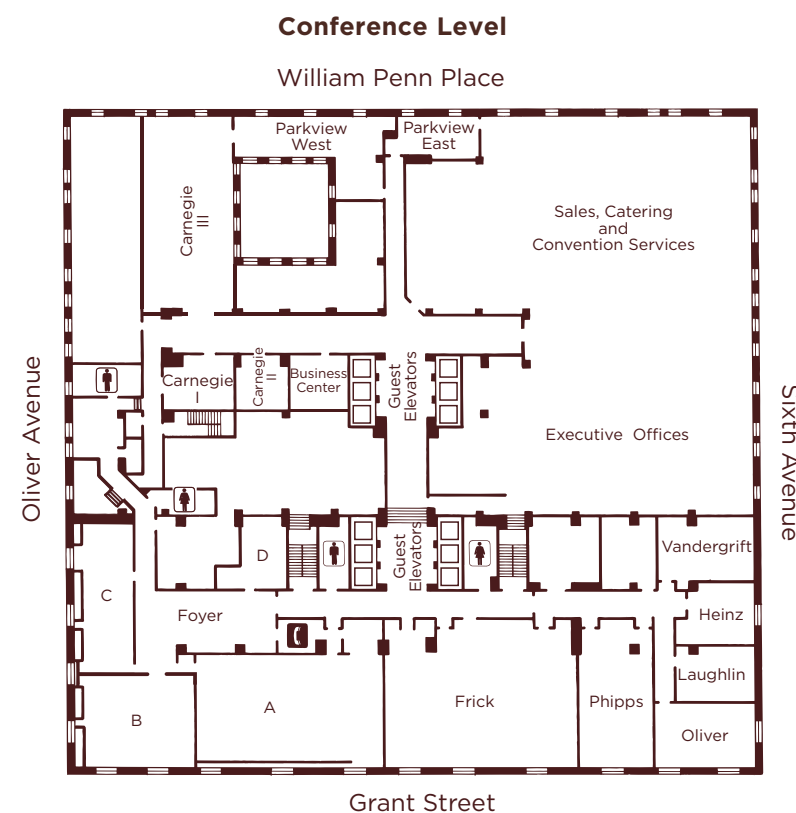 Conference Level
William Penn Place
Parkview
West
Parkview
East
Carnegie
III
Sales, Catering
and
Convention Services
Oliver Avenue
Sixth Avenue
Carnegie
I
Carnegie
II
Business
Center
Guest
Elevators
Executive Offices
D
Guest
Elevators
Vandergrift
C
Foyer
Heinz
Laughlin
B
A
Frick
Phipps
Oliver
Grant Street